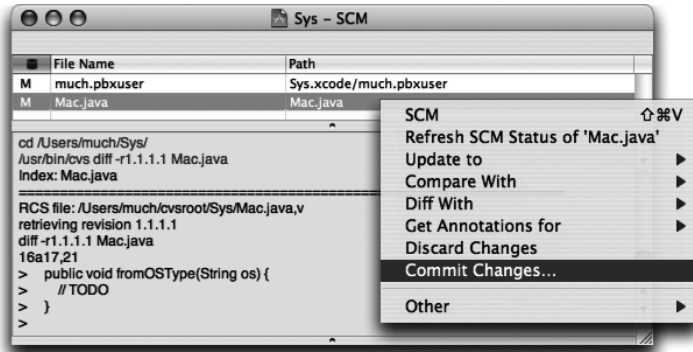 Sys – SCM
File Name Path
M much.pbxuser Sys.xcode/much.pbxuser
M Mac.java Mac.java
cd /Users/much/Sys/
/usr/bin/cvs diff -r1.1.1.1 Mac.java
Index: Mac.java
===================================================================
RCS file: /Users/much/cvsroot/Sys/Mac.java,v
retrieving revision 1.1.1.1
diff -r1.1.1.1 Mac.java
16a17,21
> public void fromOSType(String os) {
> // TODO
> }
>
SCM ⇧⌘V
Refresh SCM Status of 'Mac.java'
Update to
Compare With
Diff With
Get Annotations for
Discard Changes
Commit Changes...
Other